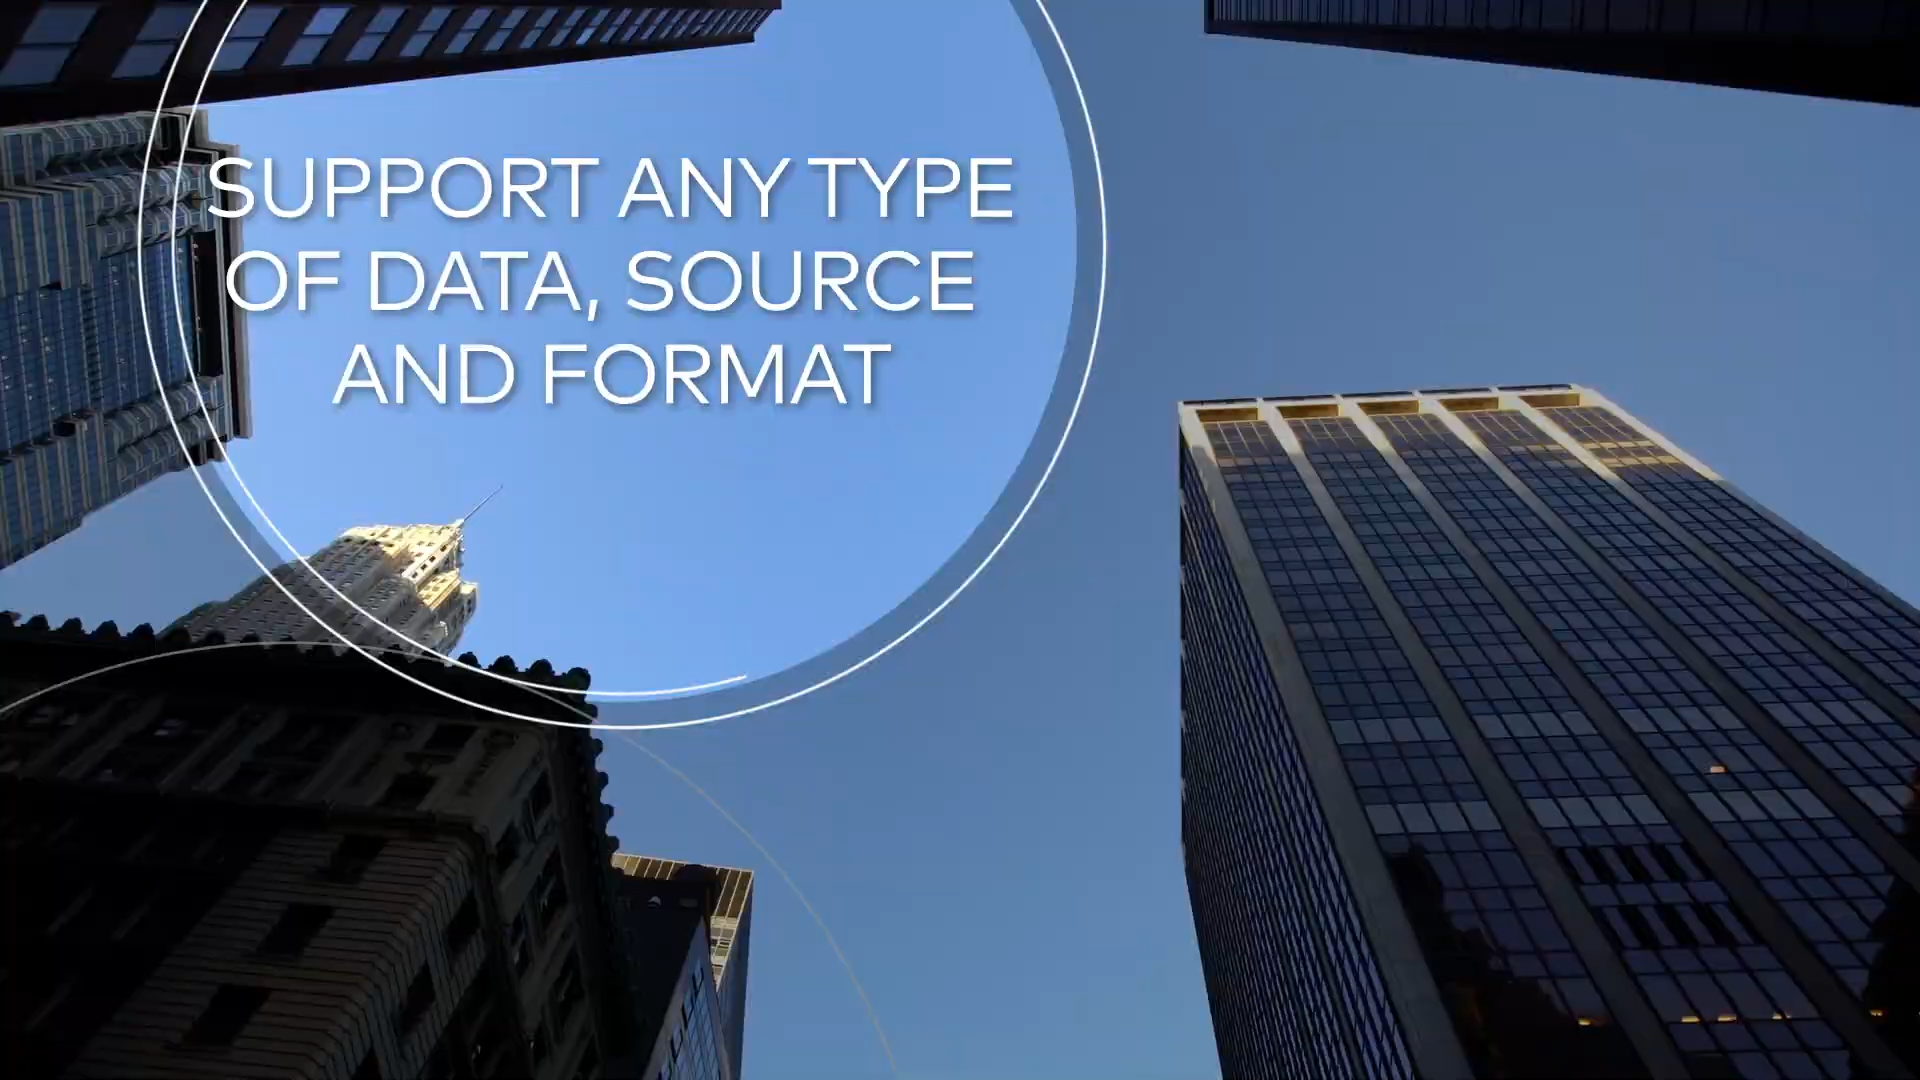 SUPPORT ANY TYPE
OF DATA, SOURCE
AND FORMAT